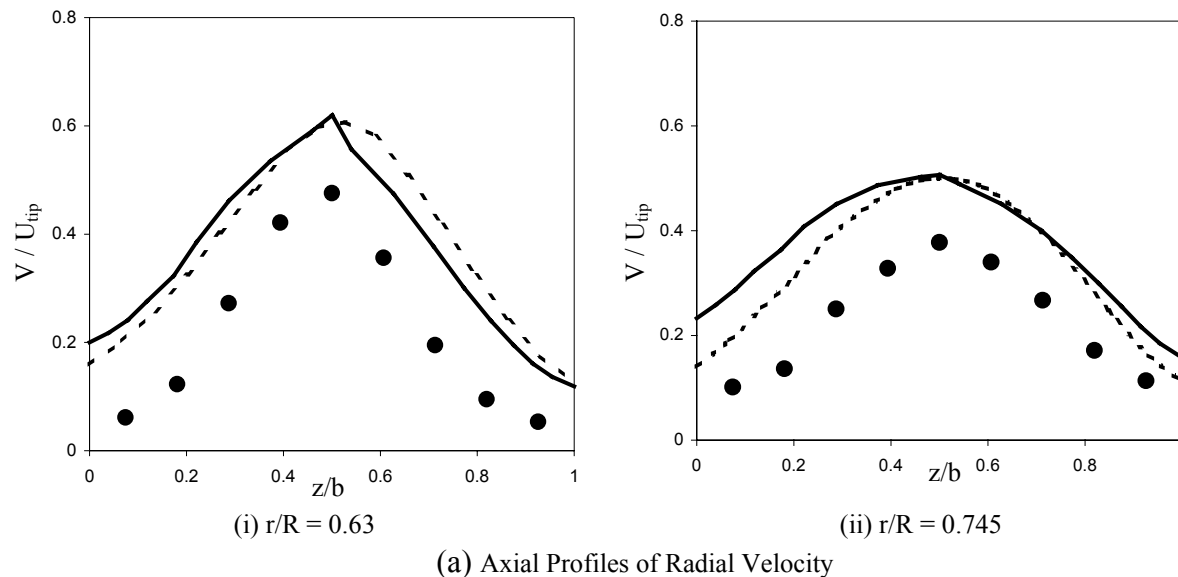 0.8
0.6
0.4
0.2
0
V / U_tip
0 0.2 0.4 0.6 0.8 1
z/b
(i) r/R = 0.63
0.8
0.6
0.4
0.2
0
V / U_tip
0 0.2 0.4 0.6 0.8
z/b
(ii) r/R = 0.745
(a) Axial Profiles of Radial Velocity